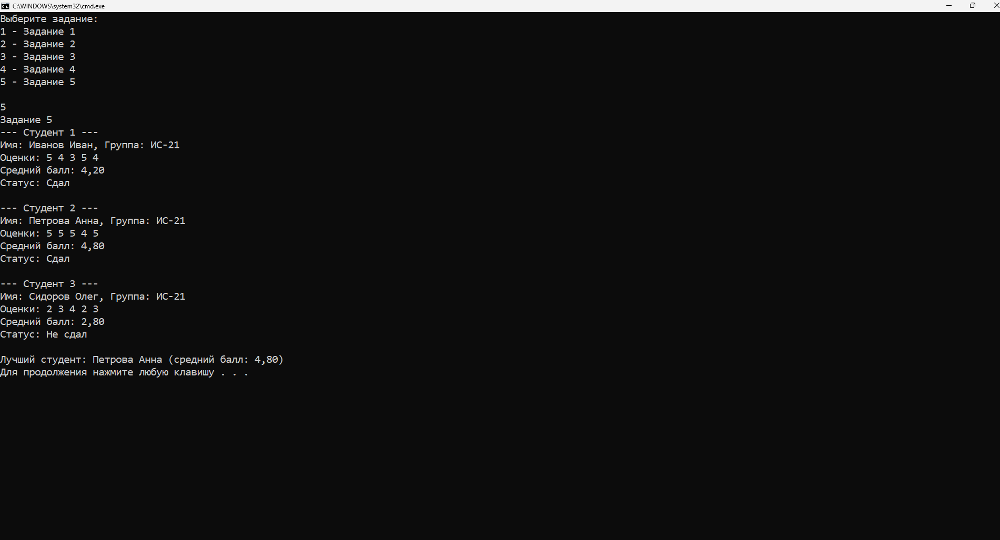 C:\WINDOWS\system32\cmd.exe
Выберите задание:
1 - Задание 1
2 - Задание 2
3 - Задание 3
4 - Задание 4
5 - Задание 5
5
Задание 5
--- Студент 1 ---
Имя: Иванов Иван, Группа: ИС-21
Оценки: 5 4 3 5 4
Средний балл: 4,20
Статус: Сдал
--- Студент 2 ---
Имя: Петрова Анна, Группа: ИС-21
Оценки: 5 5 5 4 5
Средний балл: 4,80
Статус: Сдал
--- Студент 3 ---
Имя: Сидоров Олег, Группа: ИС-21
Оценки: 2 3 4 2 3
Средний балл: 2,80
Статус: Не сдал
Лучший студент: Петрова Анна (средний балл: 4,80)
Для продолжения нажмите любую клавишу . . .